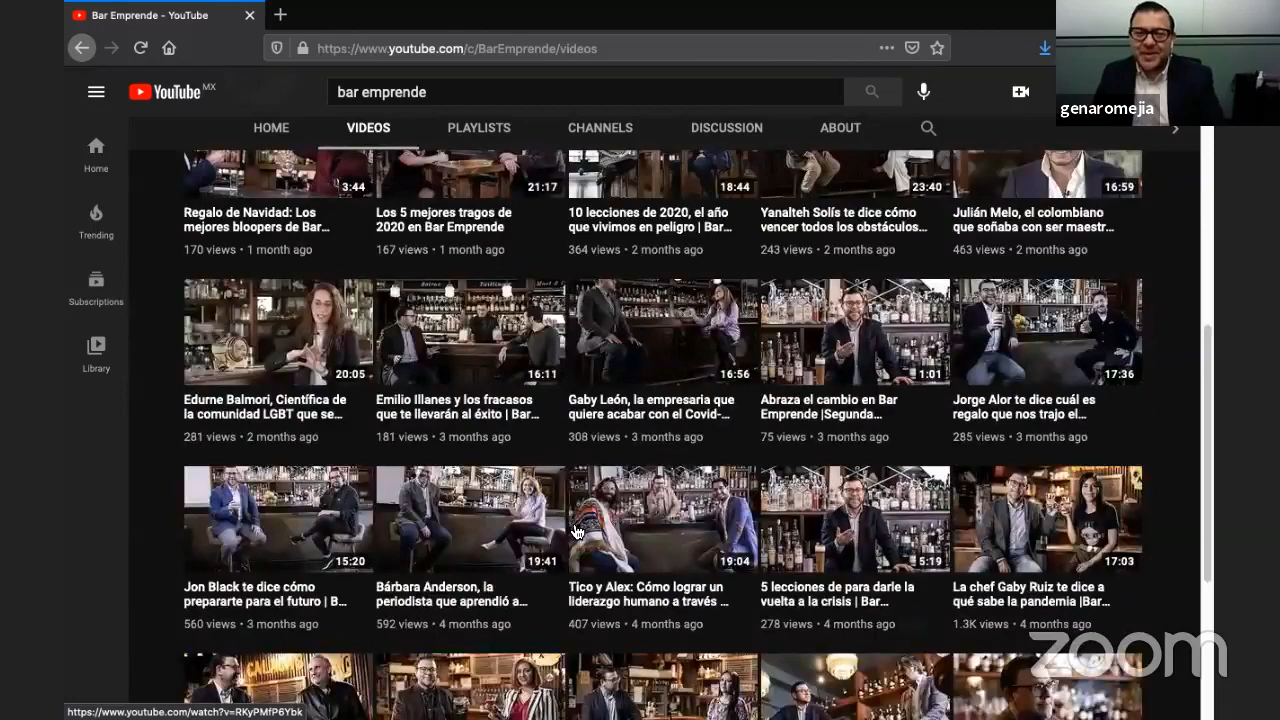 Bar Emprende - YouTube
https://www.youtube.com/c/BarEmprende/videos
genaromejia
YouTube MX
bar emprende
HOME VIDEOS PLAYLISTS CHANNELS DISCUSSION ABOUT
Home
Trending
Subscriptions
Library
3:44 21:17 18:44 23:40 16:59
Regalo de Navidad: Los
mejores bloopers de Bar...
170 views • 1 month ago
Los 5 mejores tragos de
2020 en Bar Emprende
167 views • 1 month ago
10 lecciones de 2020, el año
que vivimos en peligro | Bar...
364 views • 2 months ago
Yanalteh Solís te dice cómo
vencer todos los obstáculos...
243 views • 2 months ago
Julián Melo, el colombiano
que soñaba con ser maestr...
463 views • 2 months ago
20:05 16:11 16:56 1:01 17:36
Edurne Balmori, Científica de
la comunidad LGBT que se...
281 views • 2 months ago
Emilio Illanes y los fracasos
que te llevarán al éxito | Bar...
181 views • 3 months ago
Gaby León, la empresaria que
quiere acabar con el Covid-...
308 views • 3 months ago
Abraza el cambio en Bar
Emprende |Segunda...
75 views • 3 months ago
Jorge Alor te dice cuál es
regalo que nos trajo el...
285 views • 3 months ago
15:20 19:41 19:04 5:19 17:03
Jon Black te dice cómo
prepararte para el futuro | B...
560 views • 3 months ago
Bárbara Anderson, la
periodista que aprendió a...
592 views • 4 months ago
Tico y Alex: Cómo lograr un
liderazgo humano a través ...
407 views • 4 months ago
5 lecciones de para darle la
vuelta a la crisis | Bar...
278 views • 4 months ago
La chef Gaby Ruiz te dice a
qué sabe la pandemia |Bar...
1.3K views • 4 months ago
zoom
https://www.youtube.com/watch?v=RKyPMfP6Ybk